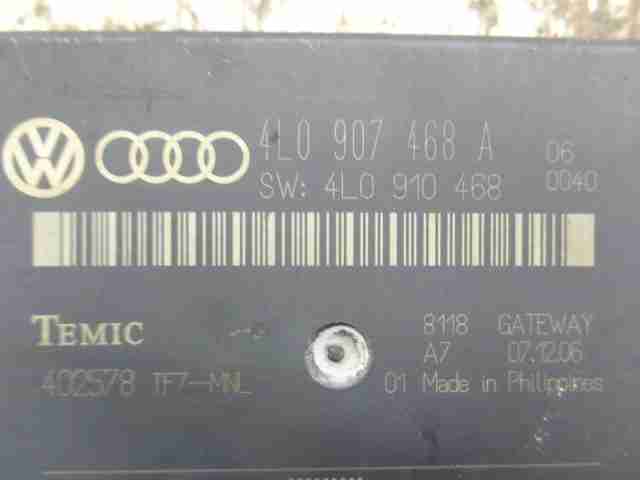 4L0 907 468 A 06
SW: 4L0 910 468 0040
TEMIC 8118 GATEWAY
A7 07.12.06
402578 TF7-MNL 01 Made in Philippines